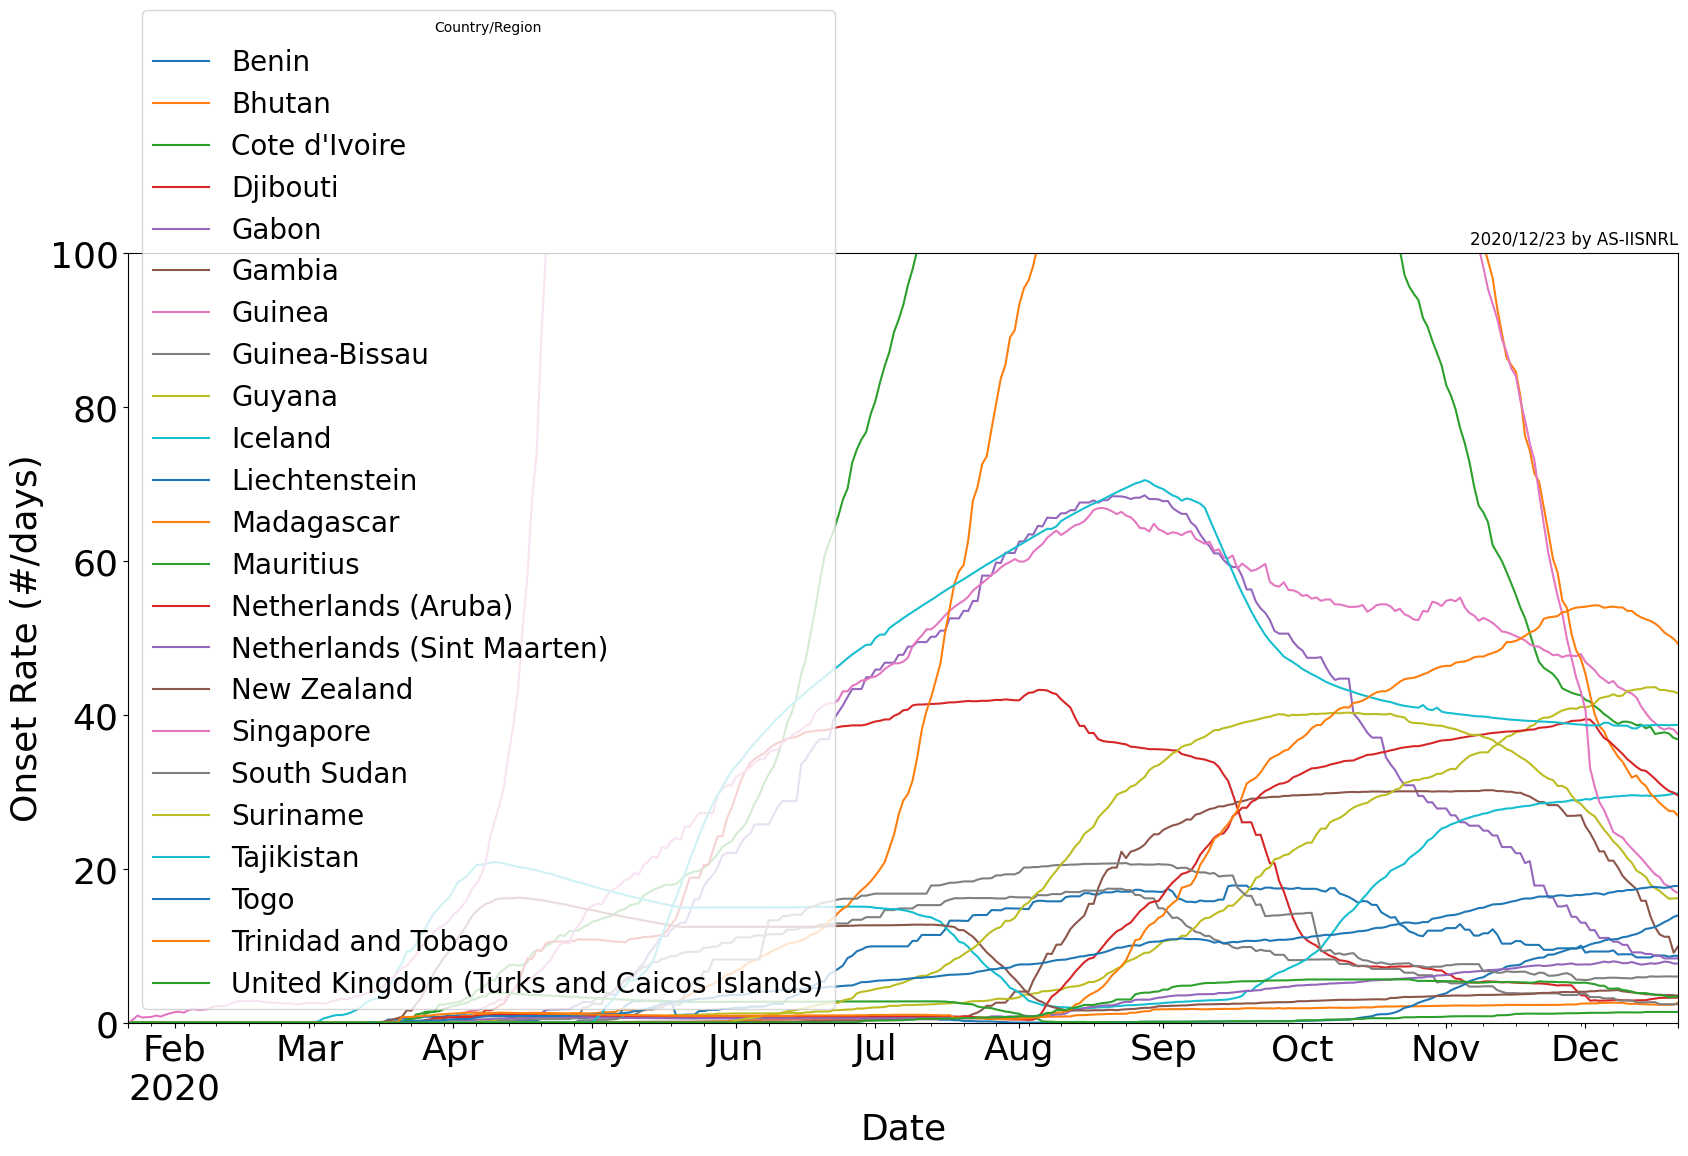 Country/Region
Benin
Bhutan
Cote d'Ivoire
Djibouti
Gabon
Gambia
Guinea
Guinea-Bissau
Guyana
Iceland
Liechtenstein
Madagascar
Mauritius
Netherlands (Aruba)
Netherlands (Sint Maarten)
New Zealand
Singapore
South Sudan
Suriname
Tajikistan
Togo
Trinidad and Tobago
United Kingdom (Turks and Caicos Islands)
2020/12/23 by AS-IISNRL
100
80
60
40
20
0
Onset Rate (#/days)
Feb Mar Apr May Jun Jul Aug Sep Oct Nov Dec
2020
Date